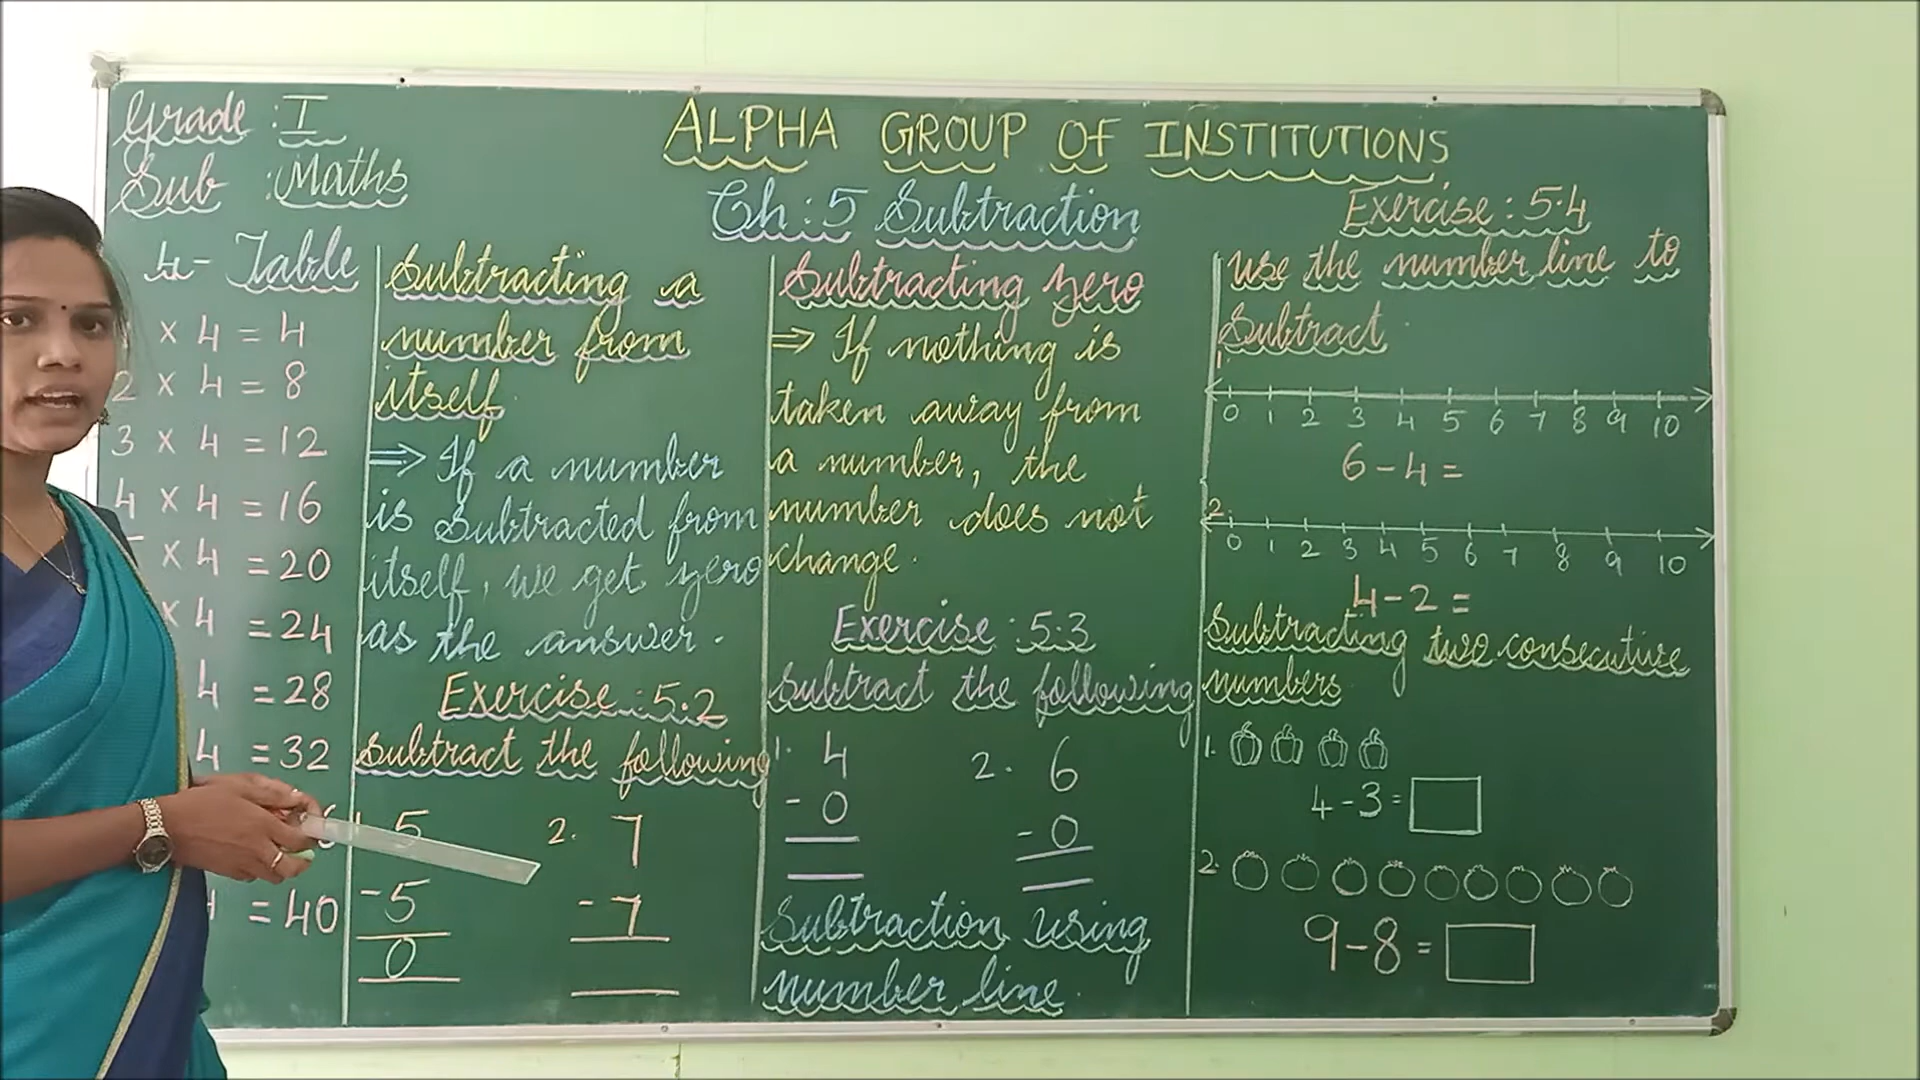 Grade : I
Sub : Maths
ALPHA GROUP OF INSTITUTIONS
Ch : 5 Subtraction
4 - Table
× 4 = 4
2 × 4 = 8
3 × 4 = 12
4 × 4 = 16
× 4 = 20
× 4 = 24
4 = 28
4 = 32
= 40
Subtracting a
number from
itself
⇒ If a number
is subtracted from
itself, we get zero
as the answer.
Exercise : 5.2
Subtract the following
5
- 5
0
2. 7
- 7
Subtracting zero
⇒ If nothing is
taken away from
a number, the
number does not
change.
Exercise : 5.3
Subtract the following
1. 4
- 0
2. 6
- 0
Subtraction using
number line.
Exercise : 5.4
Use the number line to
Subtract.
1.
0 1 2 3 4 5 6 7 8 9 10
6 - 4 =
2.
0 1 2 3 4 5 6 7 8 9 10
4 - 2 =
Subtracting two consecutive
numbers
1.
4 - 3 =
2.
9 - 8 =